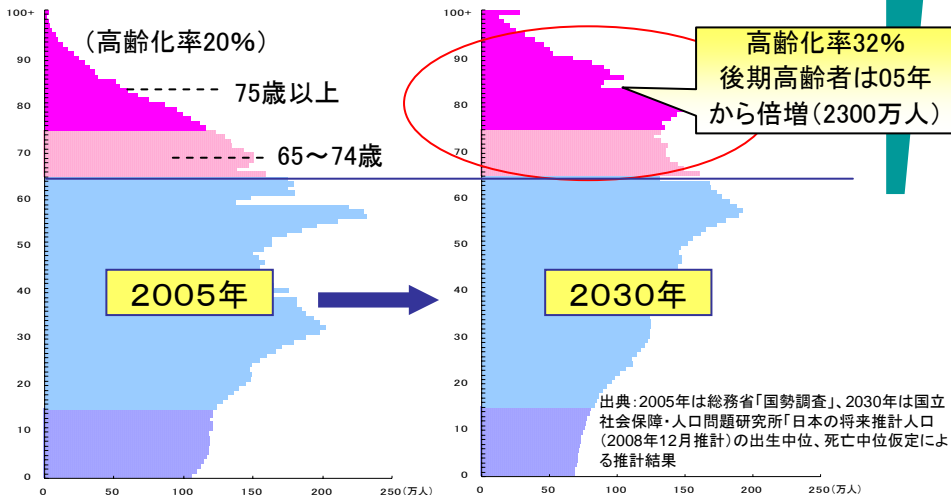 100+
90
80
70
60
50
40
30
20
10
0
(高齢化率20%)
75歳以上
65～74歳
2005年
0
50
100
150
200
250(万人)
100+
90
80
70
60
50
40
30
20
10
0
高齢化率32%
後期高齢者は05年
から倍増(2300万人)
2030年
出典:2005年は総務省「国勢調査」、2030年は国立
社会保障・人口問題研究所「日本の将来推計人口
(2008年12月推計)の出生中位、死亡中位仮定によ
る推計結果
0
50
100
150
200
250(万人)